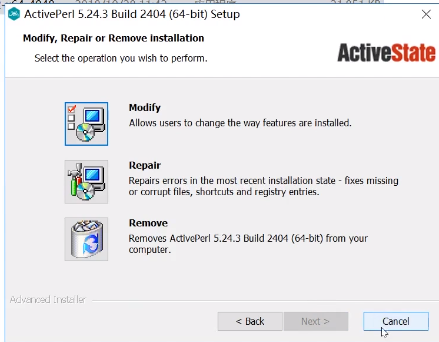 ActivePerl 5.24.3 Build 2404 (64-bit) Setup
Modify, Repair or Remove installation
Select the operation you wish to perform.
ActiveState
Modify
Allows users to change the way features are installed.
Repair
Repairs errors in the most recent installation state - fixes missing
or corrupt files, shortcuts and registry entries.
Remove
Removes ActivePerl 5.24.3 Build 2404 (64-bit) from your
computer.
Advanced Installer
< Back
Next >
Cancel